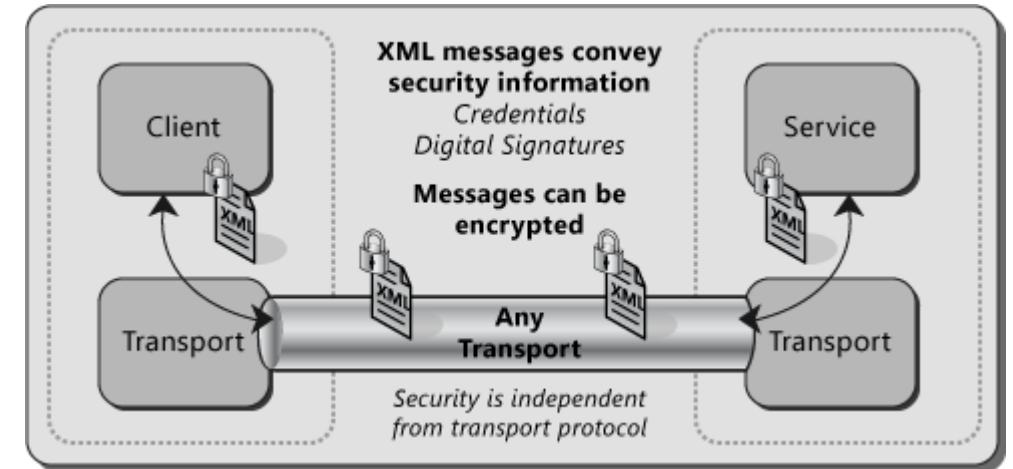 XML messages convey
security information
Credentials
Digital Signatures
Client
Service
Messages can be
encrypted
XML
XML
XML
XML
Any
Transport
Transport
Transport
Security is independent
from transport protocol